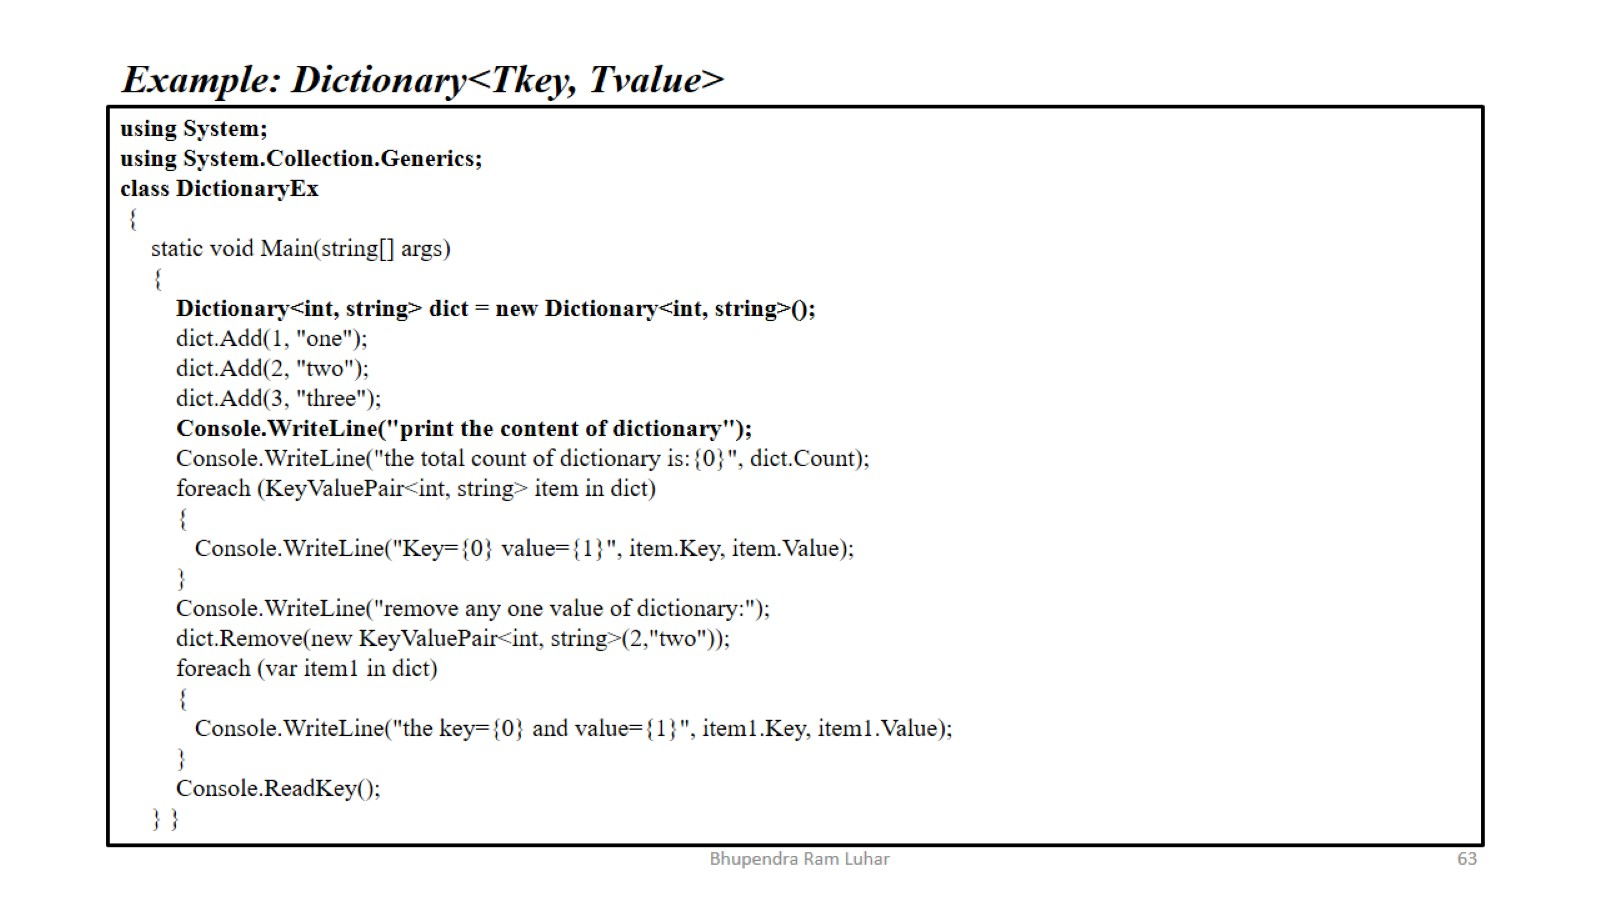 Example: Dictionary<Tkey, Tvalue>
using System;
using System.Collection.Generics;
class DictionaryEx
{
static void Main(string[] args)
{
Dictionary<int, string> dict = new Dictionary<int, string>();
dict.Add(1, "one");
dict.Add(2, "two");
dict.Add(3, "three");
Console.WriteLine("print the content of dictionary");
Console.WriteLine("the total count of dictionary is:{0}", dict.Count);
foreach (KeyValuePair<int, string> item in dict)
{
Console.WriteLine("Key={0} value={1}", item.Key, item.Value);
}
Console.WriteLine("remove any one value of dictionary:");
dict.Remove(new KeyValuePair<int, string>(2,"two"));
foreach (var item1 in dict)
{
Console.WriteLine("the key={0} and value={1}", item1.Key, item1.Value);
}
Console.ReadKey();
} }
Bhupendra Ram Luhar
63